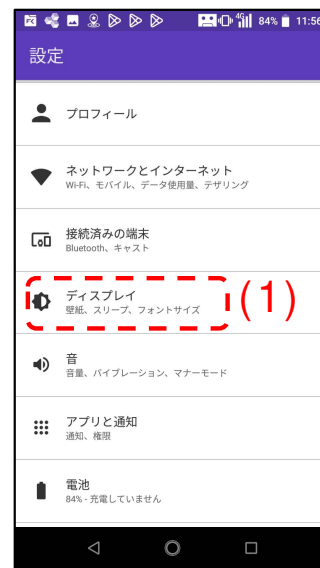 84% 11:56
設定
プロフィール
ネットワークとインターネット
Wi-Fi、モバイル、データ使用量、テザリング
接続済みの端末
Bluetooth、キャスト
ディスプレイ
壁紙、スリープ、フォントサイズ
(1)
音
音量、バイブレーション、マナーモード
アプリと通知
通知、権限
電池
84% - 充電していません